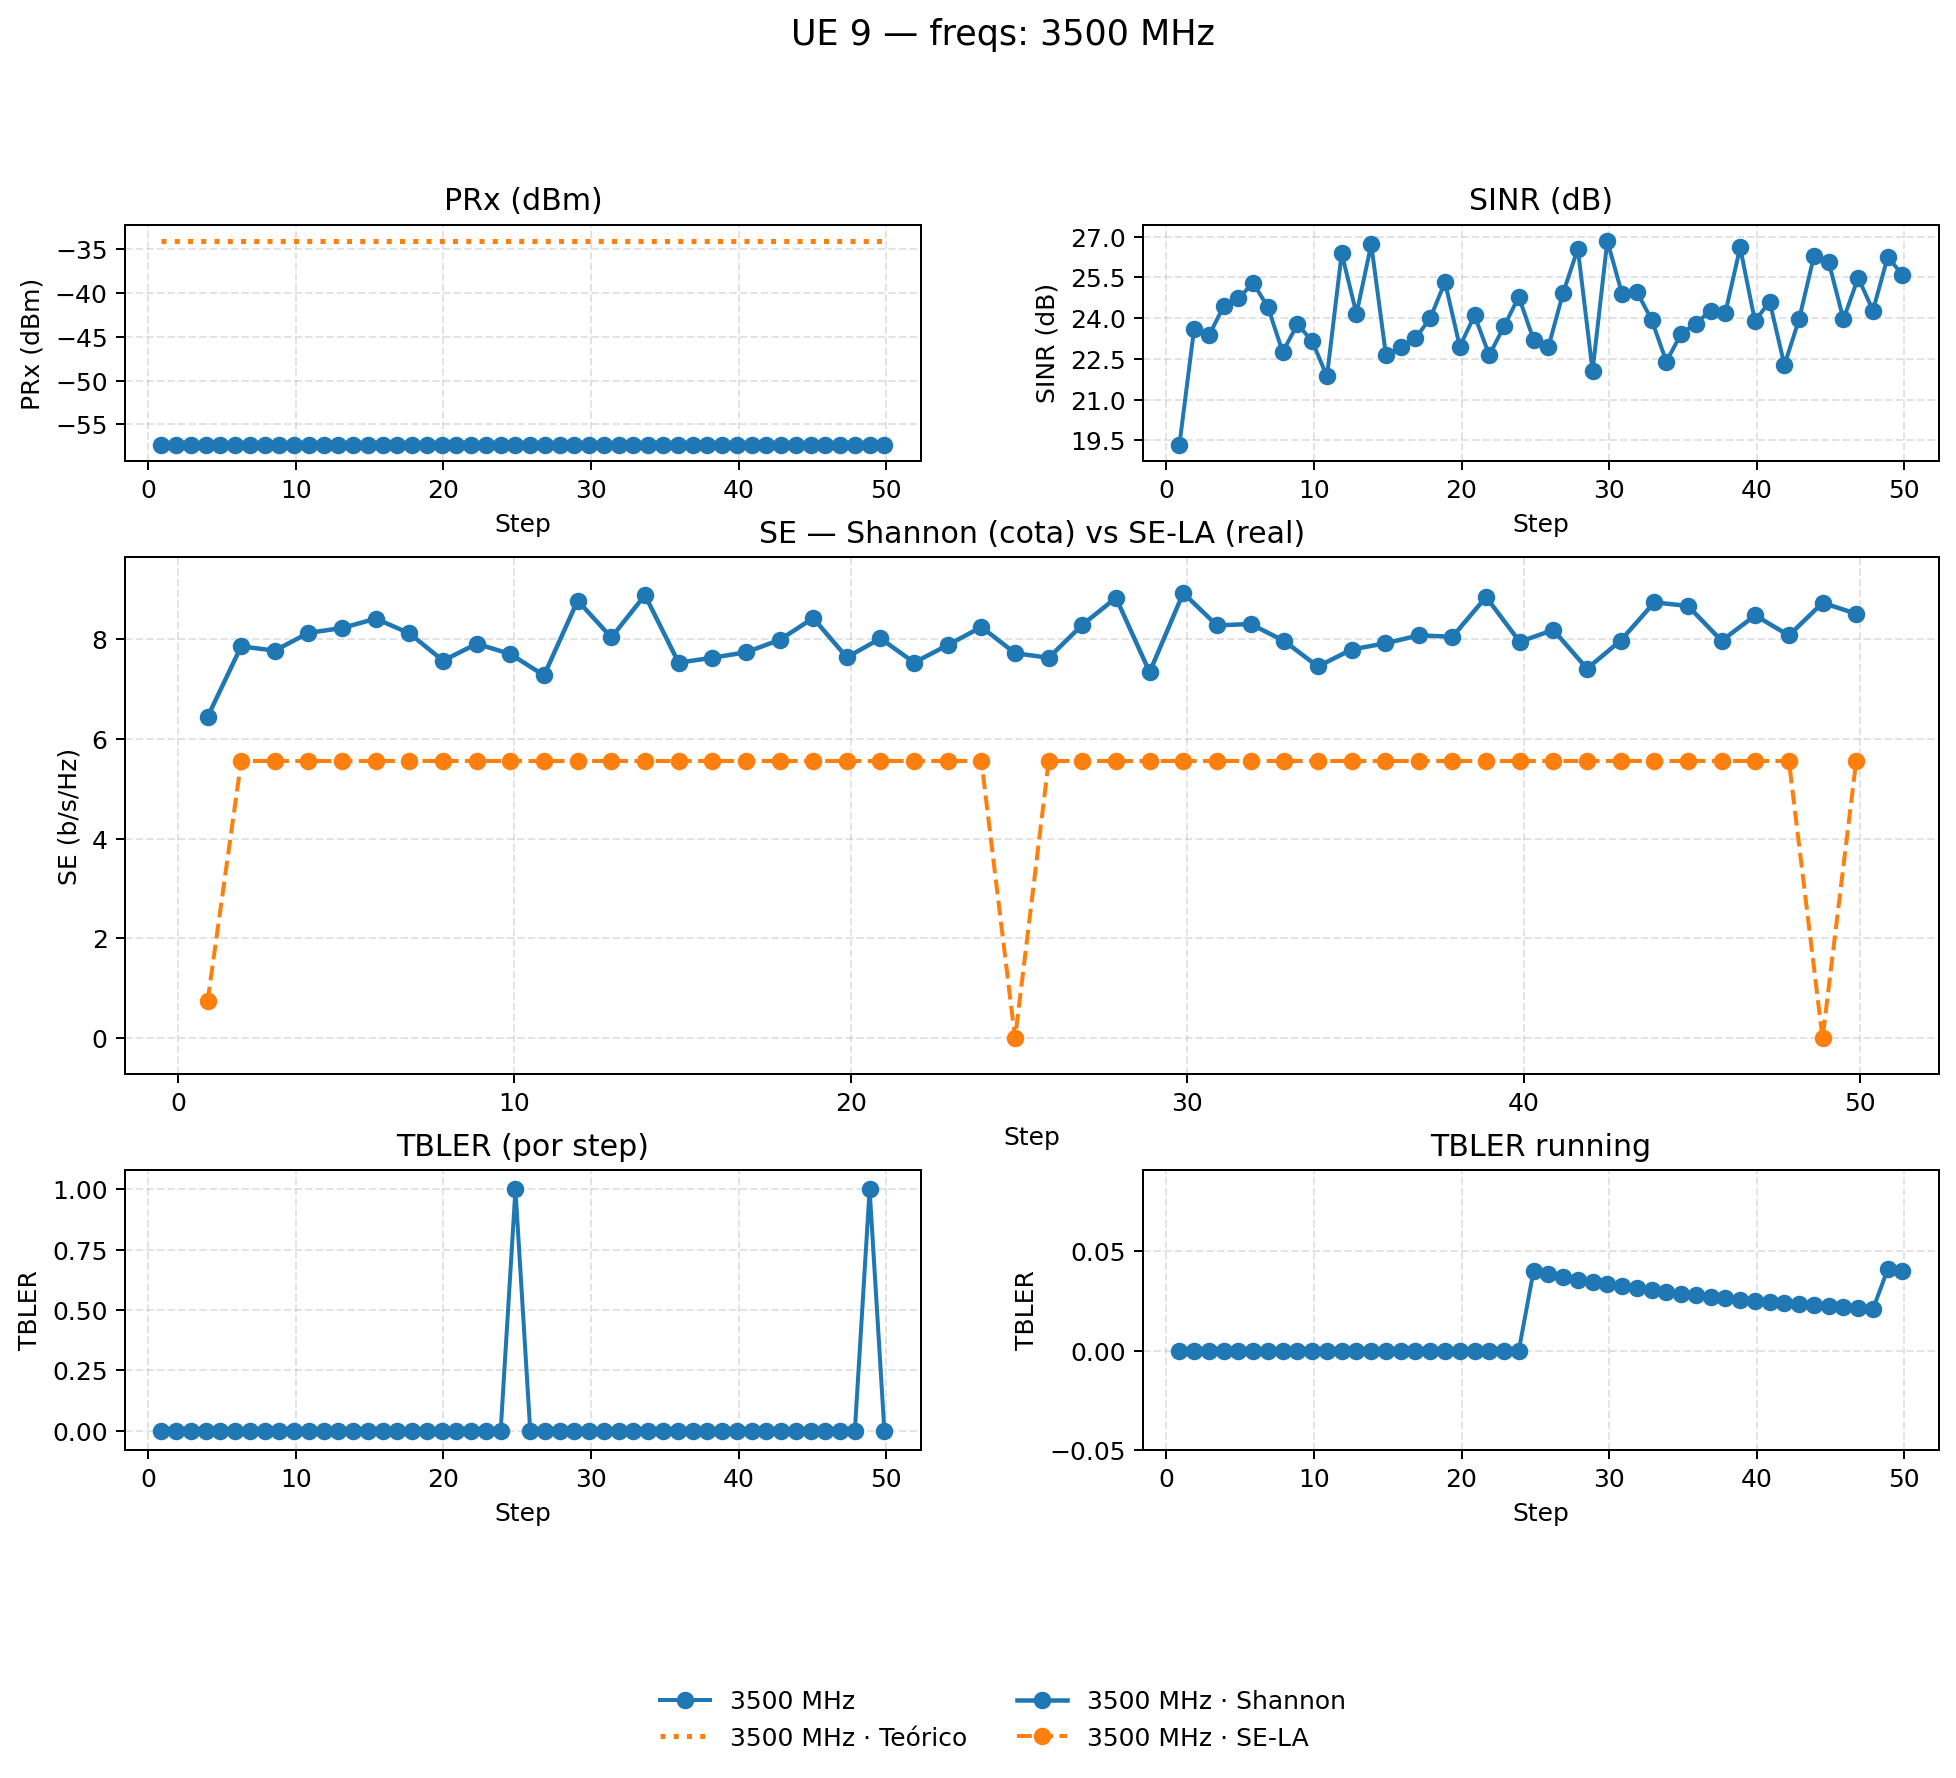 UE 9 — freqs: 3500 MHz
PRx (dBm)
PRx (dBm)
−35
−40
−45
−50
−55
0 10 20 30 40 50
Step
SINR (dB)
SINR (dB)
27.0
25.5
24.0
22.5
21.0
19.5
0 10 20 30 40 50
Step
SE — Shannon (cota) vs SE-LA (real)
SE (b/s/Hz)
8
6
4
2
0
0 10 20 30 40 50
Step
TBLER (por step)
TBLER
1.00
0.75
0.50
0.25
0.00
0 10 20 30 40 50
Step
TBLER running
TBLER
0.05
0.00
−0.05
0 10 20 30 40 50
Step
3500 MHz
3500 MHz · Teórico
3500 MHz · Shannon
3500 MHz · SE-LA